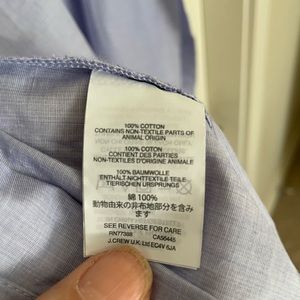 100% COTTON
CONTAINS NON-TEXTILE PARTS OF
ANIMAL ORIGIN
100% COTON
CONTIENT DES PARTIES
NON-TEXTILES D'ORIGINE ANIMALE
100% BAUMWOLLE
ENTHÄLT NICHTTEXTILE TEILE
TIERISCHEN URSPRUNGS
綿 100%
動物由来の非布地部分を含み
ます
SEE REVERSE FOR CARE
RN77388 CA56445
J.CREW U.K. Ltd EC4V 6JA